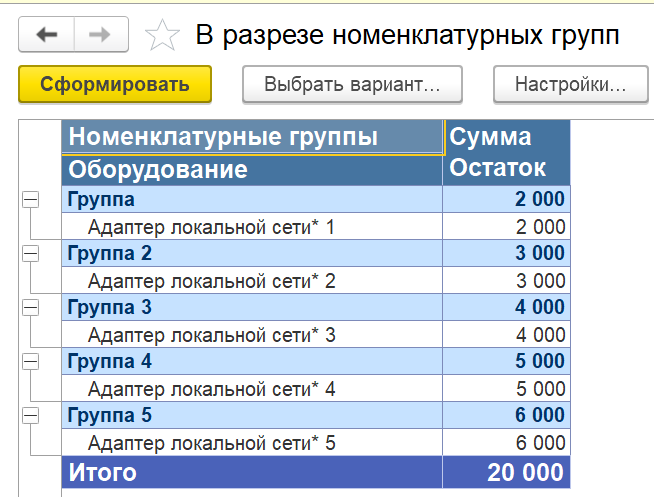 В разрезе номенклатурных групп
Сформировать Выбрать вариант... Настройки...
Номенклатурные группы Сумма
Оборудование Остаток
Группа 2 000
Адаптер локальной сети* 1 2 000
Группа 2 3 000
Адаптер локальной сети* 2 3 000
Группа 3 4 000
Адаптер локальной сети* 3 4 000
Группа 4 5 000
Адаптер локальной сети* 4 5 000
Группа 5 6 000
Адаптер локальной сети* 5 6 000
Итого 20 000